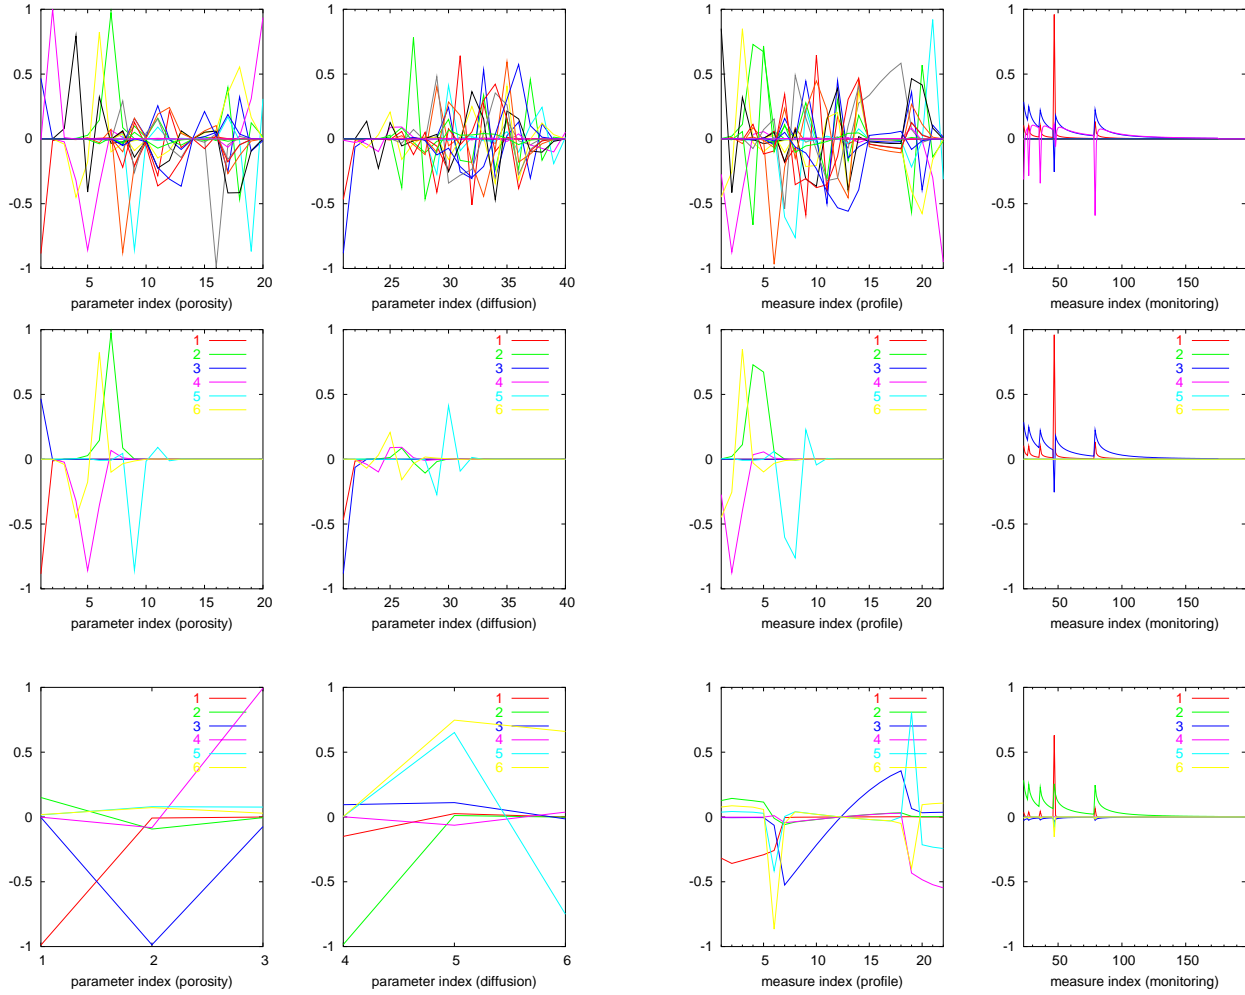 1 1 1 1
0.5 0.5 0.5 0.5
0 0 0 0
-0.5 -0.5 -0.5 -0.5
-1 -1 -1 -1
5 10 15 20 25 30 35 40 5 10 15 20 50 100 150
parameter index (porosity) parameter index (diffusion) measure index (profile) measure index (monitoring)
1 1 1 1
1 1 1 1
2 2 2 2
3 3 3 3
0.5 4 0.5 4 0.5 4 0.5 4
5 5 5 5
6 6 6 6
0 0 0 0
-0.5 -0.5 -0.5 -0.5
-1 -1 -1 -1
5 10 15 20 25 30 35 40 5 10 15 20 50 100 150
parameter index (porosity) parameter index (diffusion) measure index (profile) measure index (monitoring)
1 1 1 1
1 1 1 1
2 2 2 2
3 3 3 3
0.5 4 0.5 4 0.5 4 0.5 4
5 5 5 5
6 6 6 6
0 0 0 0
-0.5 -0.5 -0.5 -0.5
-1 -1 -1 -1
1 2 3 4 5 6 5 10 15 20 50 100 150
parameter index (porosity) parameter index (diffusion) measure index (profile) measure index (monitoring)